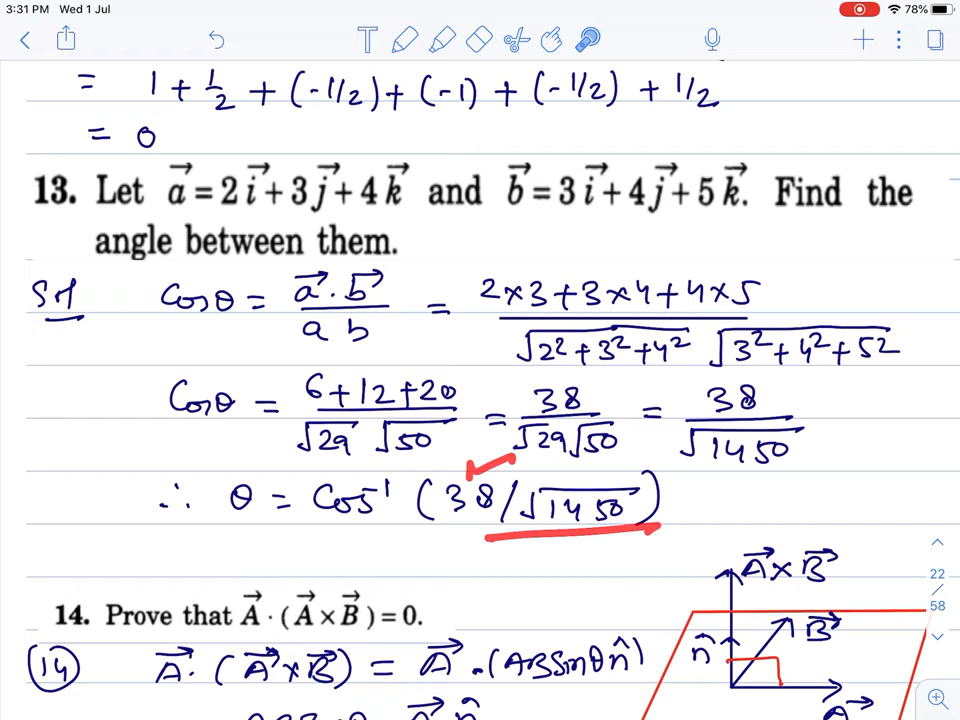 3:31 PM Wed 1 Jul 78%
= 1 + 1/2 + (-1/2) + (-1) + (-1/2) + 1/2
= 0
13. Let a⃗ = 2 i⃗ + 3 j⃗ + 4 k⃗ and b⃗ = 3 i⃗ + 4 j⃗ + 5 k⃗. Find the
angle between them.
Sol Cosθ = a⃗ . b⃗ / a b = 2×3+3×4+4×5 / √(2²+3²+4²) √(3²+4²+5²)
Cosθ = 6+12+20 / √29 √50 = 38 / √29√50 = 38 / √1450
∴ θ = Cos⁻¹ (38/√1450)
22
/
58
A⃗ × B⃗
14. Prove that A⃗ · (A⃗ × B⃗) = 0.
B⃗
n̂
(14) A⃗ . (A⃗×B⃗) = A⃗ . (ABSinθ n̂)
A⃗